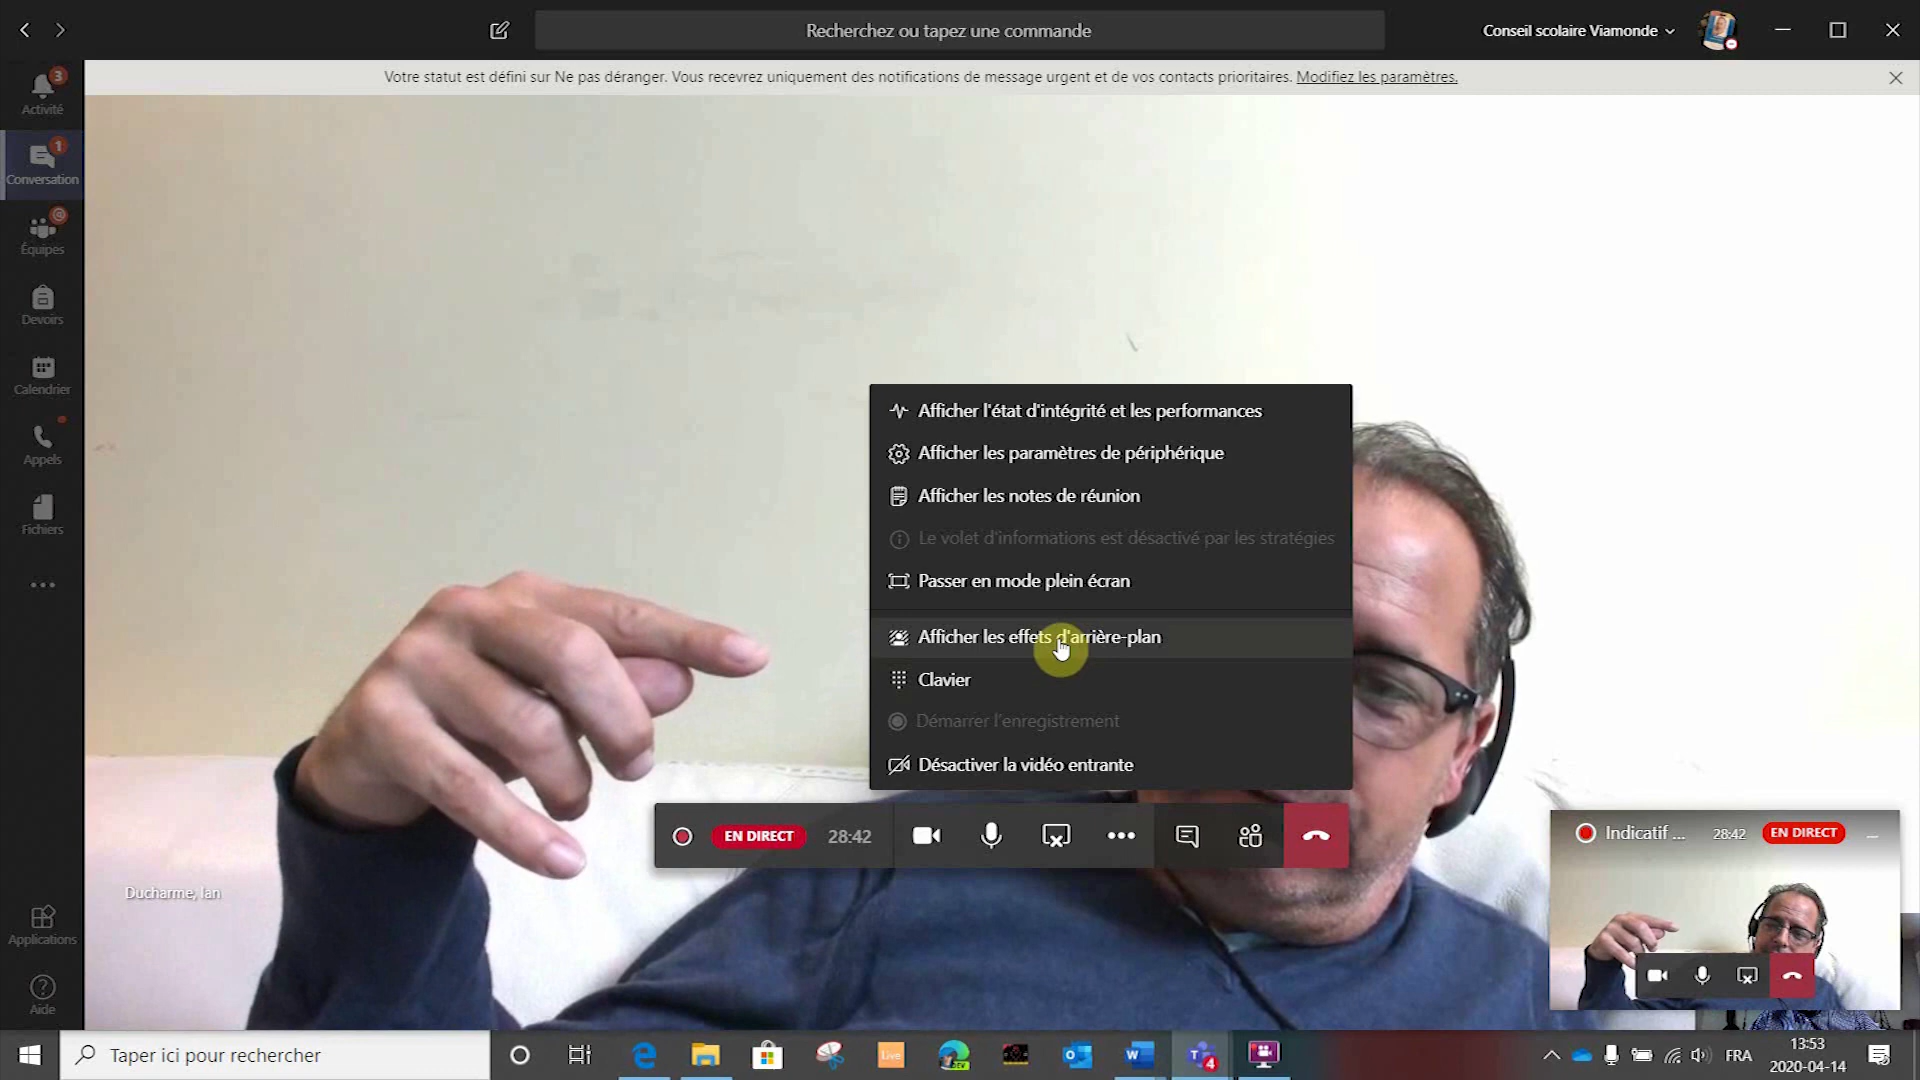 Recherchez ou tapez une commande
Conseil scolaire Viamonde
Votre statut est défini sur Ne pas déranger. Vous recevrez uniquement des notifications de message urgent et de vos contacts prioritaires. Modifiez les paramètres.
3
Activité
1
Conversation
@
Équipes
Devoirs
Calendrier
Appels
Fichiers
Applications
Aide
Afficher l'état d'intégrité et les performances
Afficher les paramètres de périphérique
Afficher les notes de réunion
Le volet d'informations est désactivé par les stratégies
Passer en mode plein écran
Afficher les effets d'arrière-plan
Clavier
Démarrer l'enregistrement
Désactiver la vidéo entrante
EN DIRECT 28:42
Ducharme, Ian
Indicatif ... 28:42 EN DIRECT
Taper ici pour rechercher
Live
DEV
4
FRA
13:53
2020-04-14